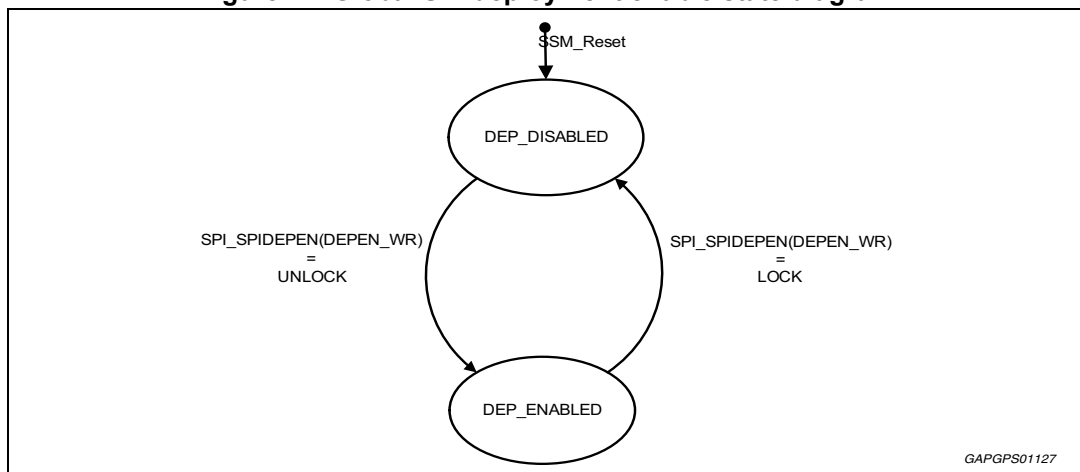 SSM_Reset
DEP_DISABLED
SPI_SPIDEPEN(DEPEN_WR)
=
UNLOCK
SPI_SPIDEPEN(DEPEN_WR)
=
LOCK
DEP_ENABLED
GAPGPS01127